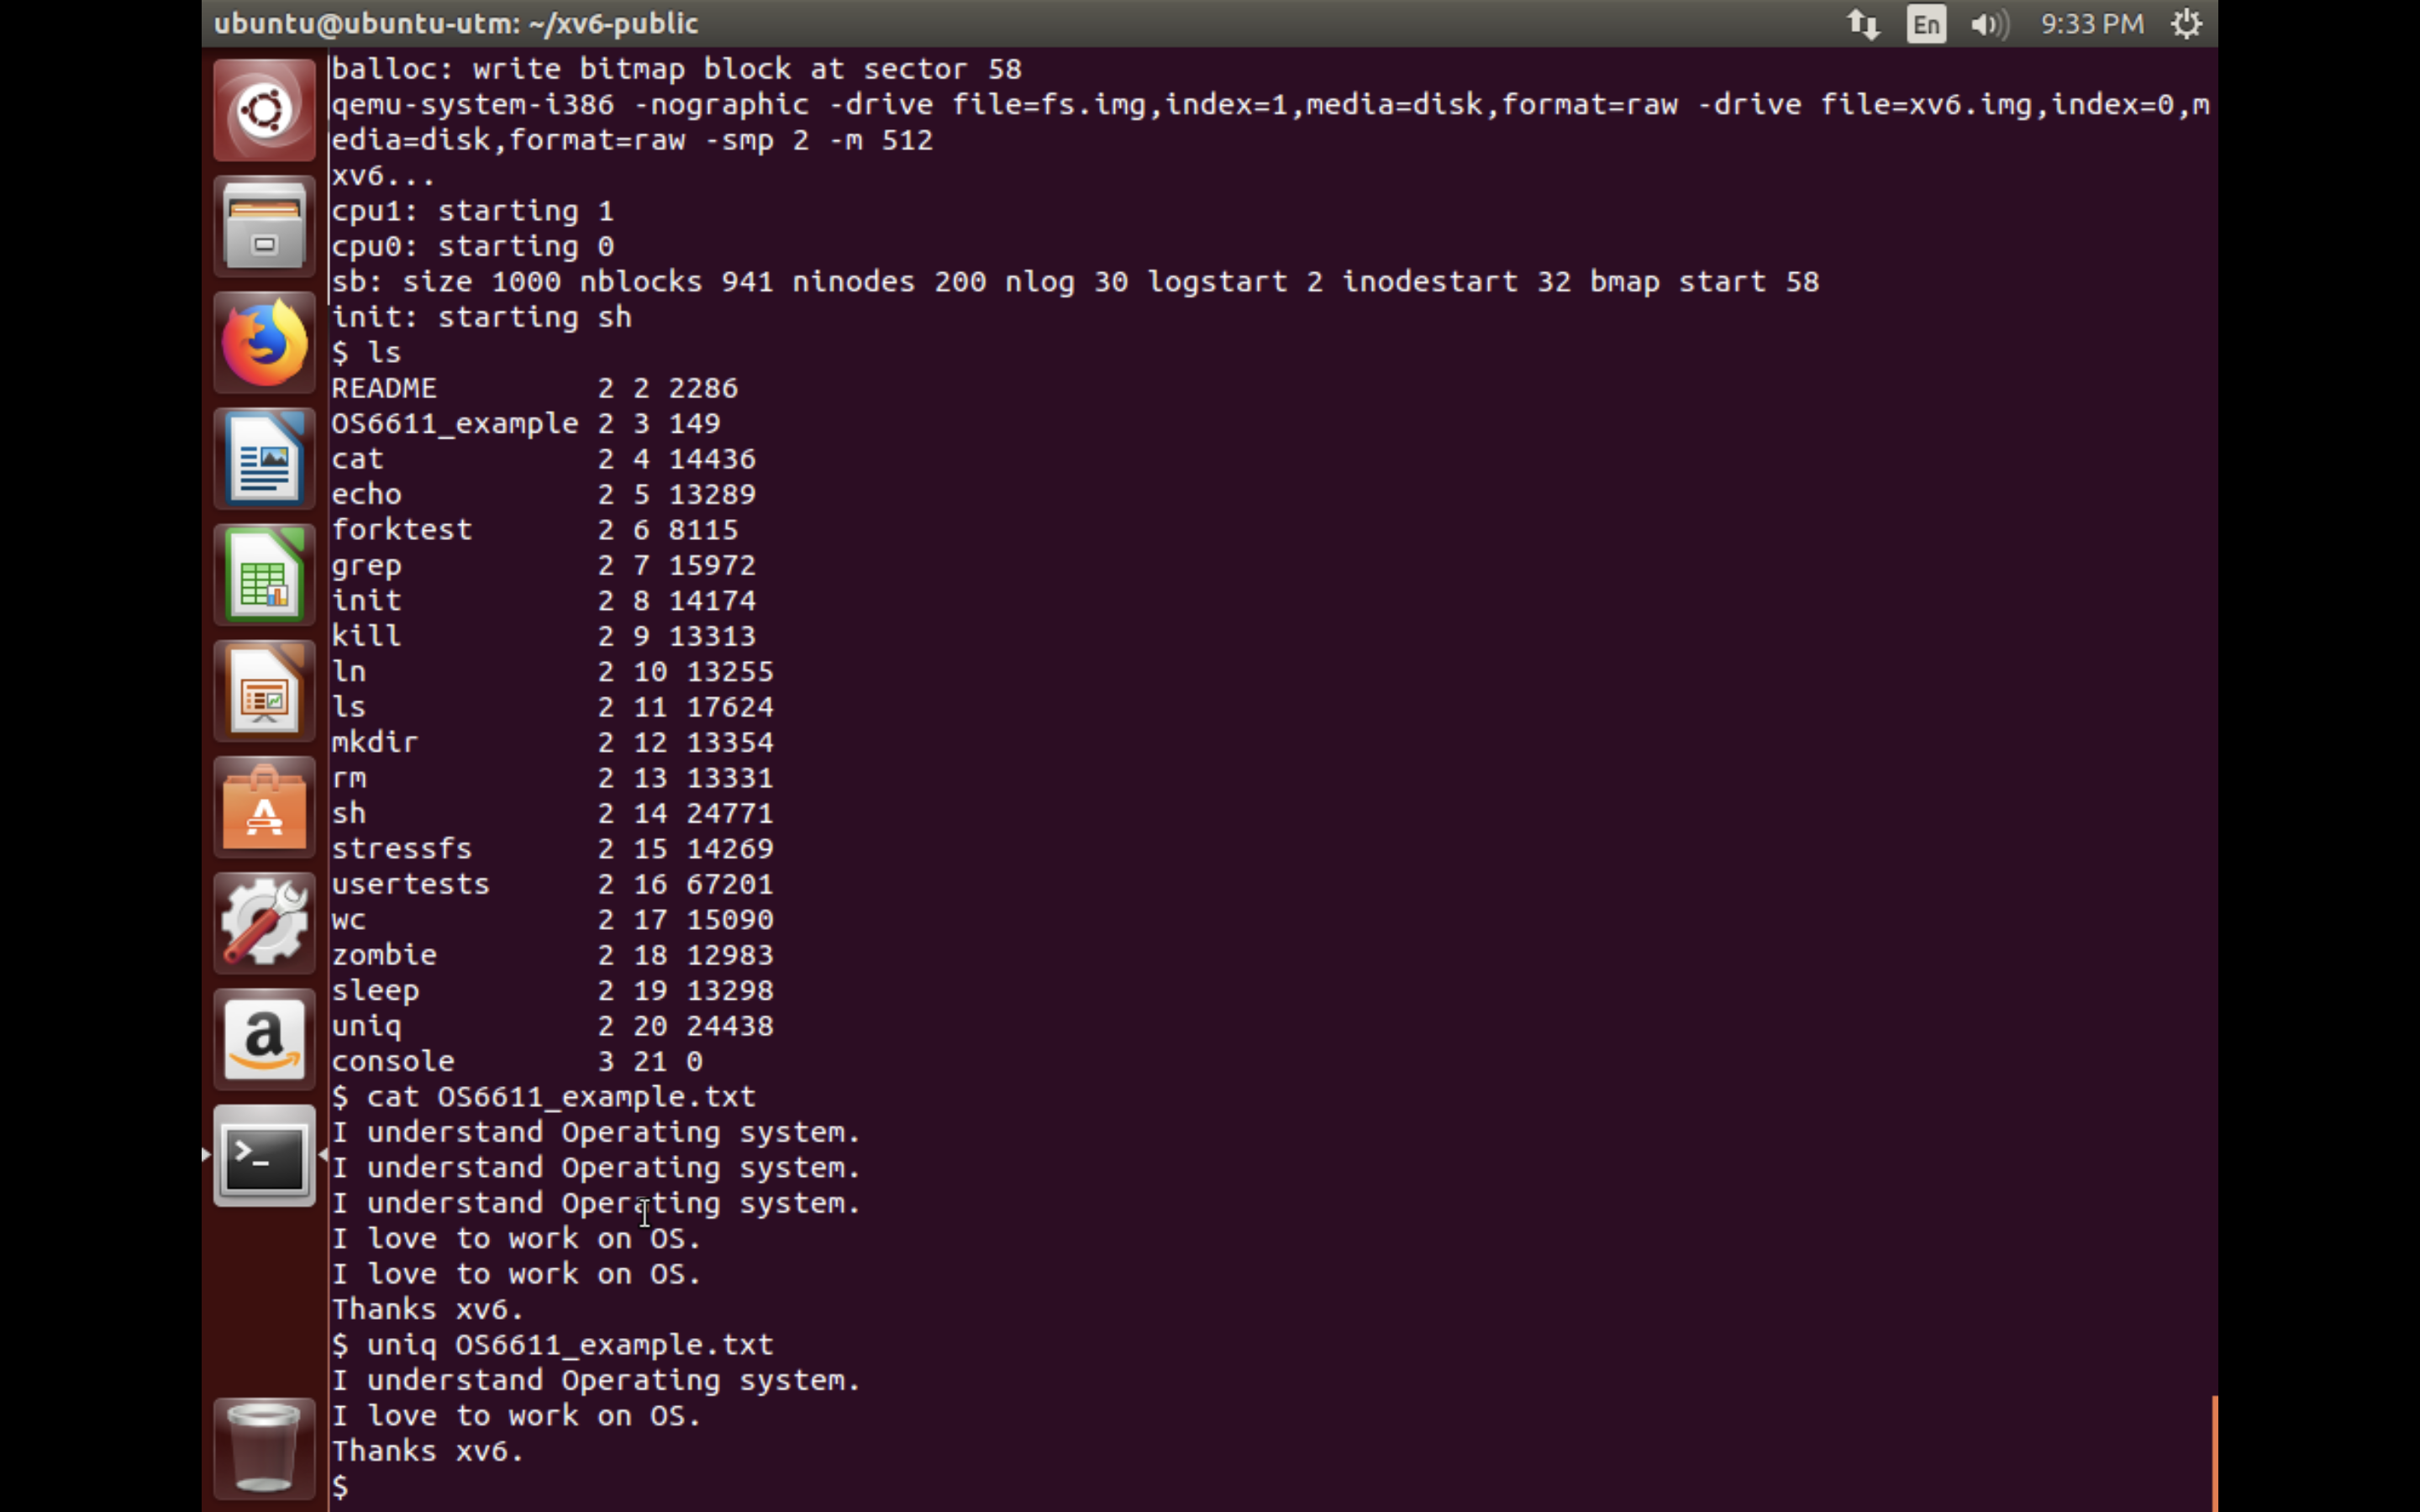 ubuntu@ubuntu-utm: ~/xv6-public
En
9:33 PM
balloc: write bitmap block at sector 58
qemu-system-i386 -nographic -drive file=fs.img,index=1,media=disk,format=raw -drive file=xv6.img,index=0,m
edia=disk,format=raw -smp 2 -m 512
xv6...
cpu1: starting 1
cpu0: starting 0
sb: size 1000 nblocks 941 ninodes 200 nlog 30 logstart 2 inodestart 32 bmap start 58
init: starting sh
$ ls
README         2 2 2286
OS6611_example 2 3 149
cat            2 4 14436
echo           2 5 13289
forktest       2 6 8115
grep           2 7 15972
init           2 8 14174
kill           2 9 13313
ln             2 10 13255
ls             2 11 17624
mkdir          2 12 13354
rm             2 13 13331
sh             2 14 24771
stressfs       2 15 14269
usertests      2 16 67201
wc             2 17 15090
zombie         2 18 12983
sleep          2 19 13298
uniq           2 20 24438
console        3 21 0
$ cat OS6611_example.txt
I understand Operating system.
I understand Operating system.
I understand Operating system.
I love to work on OS.
I love to work on OS.
Thanks xv6.
$ uniq OS6611_example.txt
I understand Operating system.
I love to work on OS.
Thanks xv6.
$